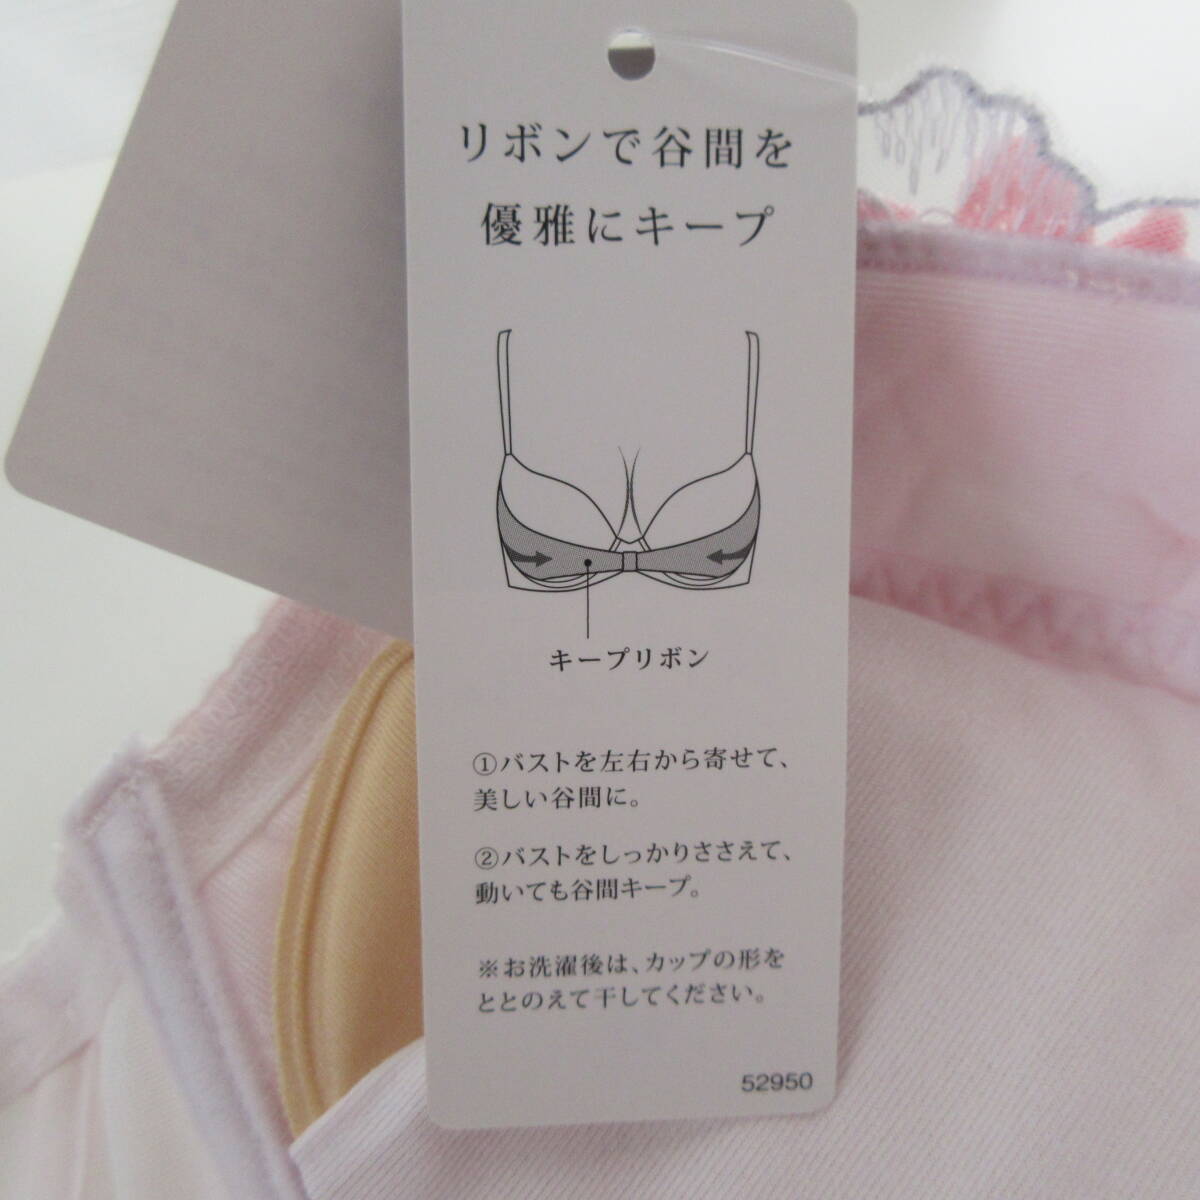 リボンで谷間を
優雅にキープ
キープリボン
①バストを左右から寄せて、
美しい谷間に。
②バストをしっかりささえて、
動いても谷間キープ。
※お洗濯後は、カップの形を
ととのえて干してください。
52950